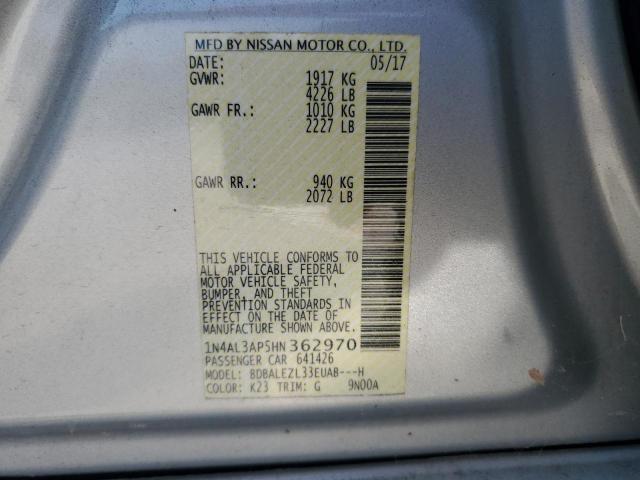 MFD BY NISSAN MOTOR CO., LTD.
DATE: 05/17
GVWR: 1917 KG
4226 LB
GAWR FR.: 1010 KG
2227 LB
GAWR RR.: 940 KG
2072 LB
THIS VEHICLE CONFORMS TO
ALL APPLICABLE FEDERAL
MOTOR VEHICLE SAFETY,
BUMPER, AND THEFT
PREVENTION STANDARDS IN
EFFECT ON THE DATE OF
MANUFACTURE SHOWN ABOVE.
1N4AL3AP5HN362970
PASSENGER CAR 641426
MODEL: BDBALEZL33EUAB---H
COLOR: K23 TRIM: G 9N00A